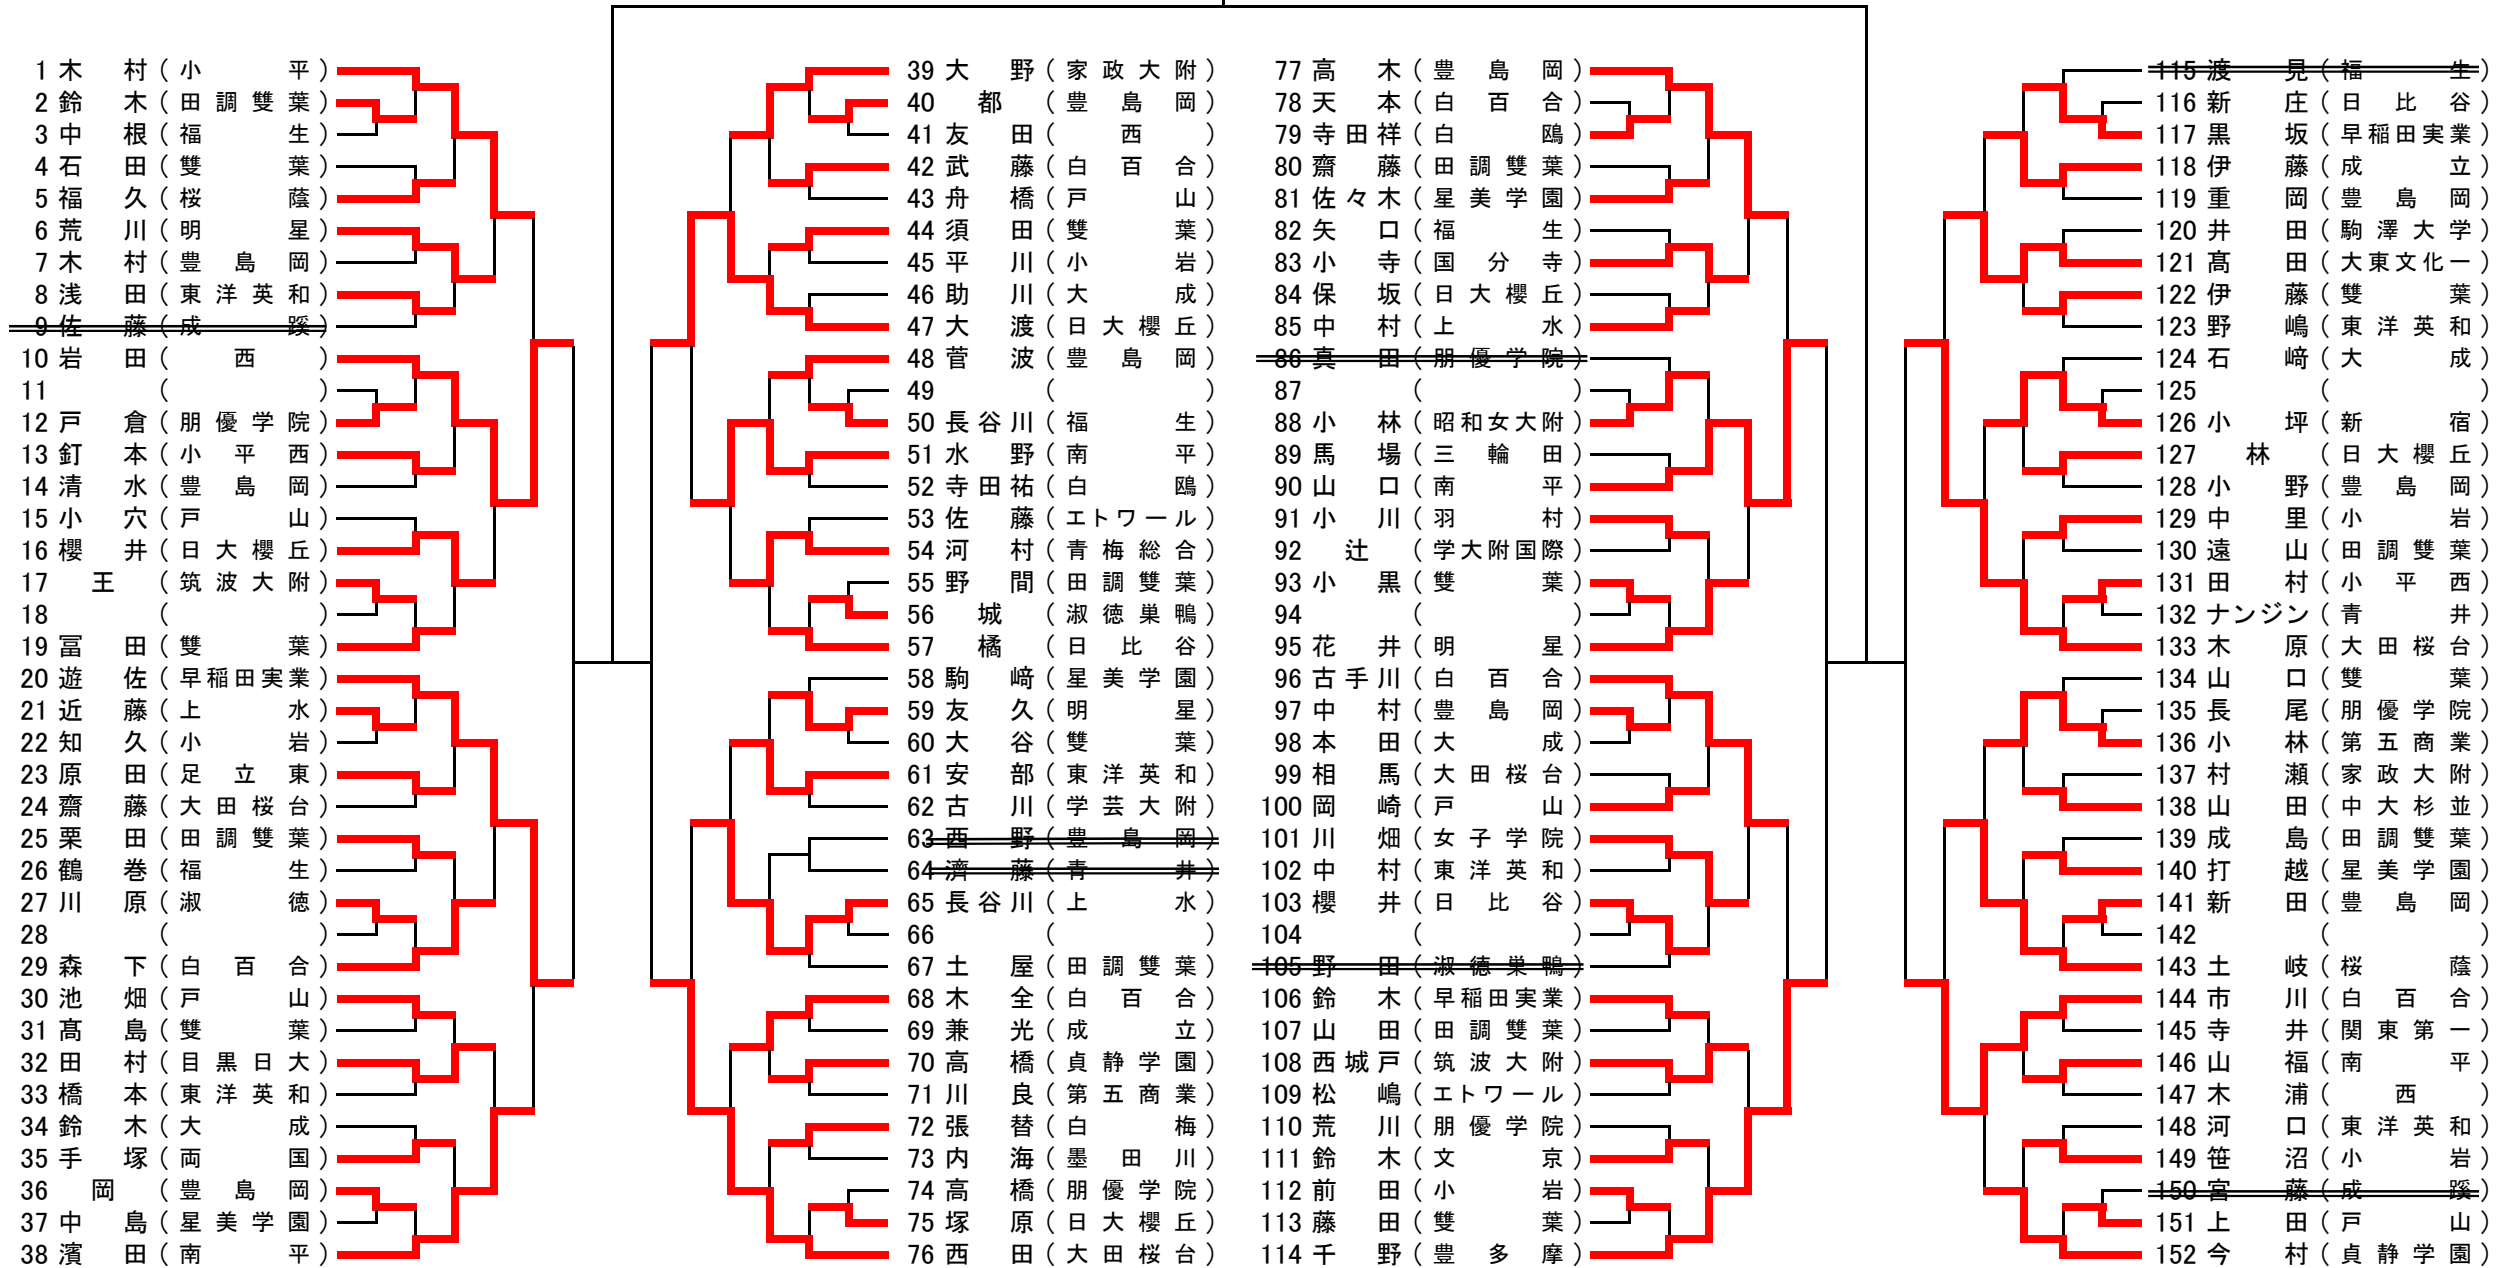 1 木村（小平）
2 鈴木（田調雙葉）
3 中根（福生）
4 石田（雙葉）
5 福久（桜蔭）
6 荒川（明星）
7 木村（豊島岡）
8 浅田（東洋英和）
9 佐藤（成蹊）
10 岩田（西）
11 （）
12 戸倉（朋優学院）
13 釘本（小平西）
14 清水（豊島岡）
15 小穴（戸山）
16 櫻井（日大櫻丘）
17 王（筑波大附）
18 （）
19 冨田（雙葉）
20 遊佐（早稲田実業）
21 近藤（上水）
22 知久（小岩）
23 原田（足立東）
24 齋藤（大田桜台）
25 栗田（田調雙葉）
26 鶴巻（福生）
27 川原（淑徳）
28 （）
29 森下（白百合）
30 池畑（戸山）
31 髙島（雙葉）
32 田村（目黒日大）
33 橋本（東洋英和）
34 鈴木（大成）
35 手塚（両国）
36 岡（豊島岡）
37 中島（星美学園）
38 濱田（南平）
39 大野（家政大附）
40 都（豊島岡）
41 友田（西）
42 武藤（白百合）
43 舟橋（戸山）
44 須田（雙葉）
45 平川（小岩）
46 助川（大成）
47 大渡（日大櫻丘）
48 菅波（豊島岡）
49 （）
50 長谷川（福生）
51 水野（南平）
52 寺田祐（白鴎）
53 佐藤（エトワール）
54 河村（青梅総合）
55 野間（田調雙葉）
56 城（淑徳巣鴨）
57 橘（日比谷）
58 駒﨑（星美学園）
59 友久（明星）
60 大谷（雙葉）
61 安部（東洋英和）
62 古川（学芸大附）
63 西野（豊島岡）
64 濟藤（青井）
65 長谷川（上水）
66 （）
67 土屋（田調雙葉）
68 木全（白百合）
69 兼光（成立）
70 高橋（貞静学園）
71 川良（第五商業）
72 張替（白梅）
73 内海（墨田川）
74 高橋（朋優学院）
75 塚原（日大櫻丘）
76 西田（大田桜台）
77 高木（豊島岡）
78 天本（白百合）
79 寺田祥（白鴎）
80 齋藤（田調雙葉）
81 佐々木（星美学園）
82 矢口（福生）
83 小寺（国分寺）
84 保坂（日大櫻丘）
85 中村（上水）
86 真田（朋優学院）
87 （）
88 小林（昭和女大附）
89 馬場（三輪田）
90 山口（南平）
91 小川（羽村）
92 辻（学大附国際）
93 小黒（雙葉）
94 （）
95 花井（明星）
96 古手川（白百合）
97 中村（豊島岡）
98 本田（大成）
99 相馬（大田桜台）
100 岡崎（戸山）
101 川畑（女子学院）
102 中村（東洋英和）
103 櫻井（日比谷）
104 （）
105 野田（淑徳巣鴨）
106 鈴木（早稲田実業）
107 山田（田調雙葉）
108 西城戸（筑波大附）
109 松嶋（エトワール）
110 荒川（朋優学院）
111 鈴木（文京）
112 前田（小岩）
113 藤田（雙葉）
114 千野（豊多摩）
115 渡見（福生）
116 新庄（日比谷）
117 黒坂（早稲田実業）
118 伊藤（成立）
119 重岡（豊島岡）
120 井田（駒澤大学）
121 髙田（大東文化一）
122 伊藤（雙葉）
123 野嶋（東洋英和）
124 石﨑（大成）
125 （）
126 小坪（新宿）
127 林（日大櫻丘）
128 小野（豊島岡）
129 中里（小岩）
130 遠山（田調雙葉）
131 田村（小平西）
132 ナンジン（青井）
133 木原（大田桜台）
134 山口（雙葉）
135 長尾（朋優学院）
136 小林（第五商業）
137 村瀬（家政大附）
138 山田（中大杉並）
139 成島（田調雙葉）
140 打越（星美学園）
141 新田（豊島岡）
142 （）
143 土岐（桜蔭）
144 市川（白百合）
145 寺井（関東第一）
146 山福（南平）
147 木浦（西）
148 河口（東洋英和）
149 笹沼（小岩）
150 宮藤（成蹊）
151 上田（戸山）
152 今村（貞静学園）